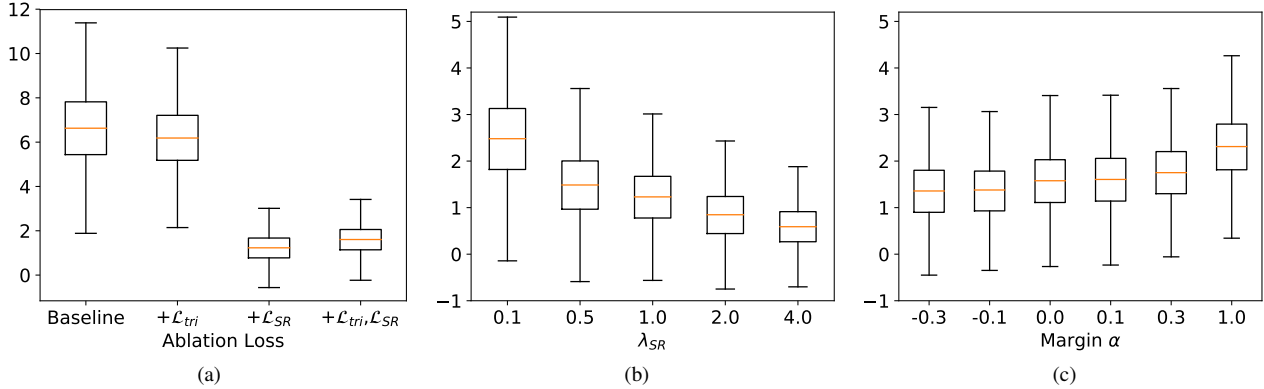 12
10
8
6
4
2
0
Baseline +ℒtri +ℒSR +ℒtri,ℒSR
Ablation Loss
(a)
5
4
3
2
1
0
−1
0.1 0.5 1.0 2.0 4.0
λSR
(b)
5
4
3
2
1
0
−1
-0.3 -0.1 0.0 0.1 0.3 1.0
Margin α
(c)